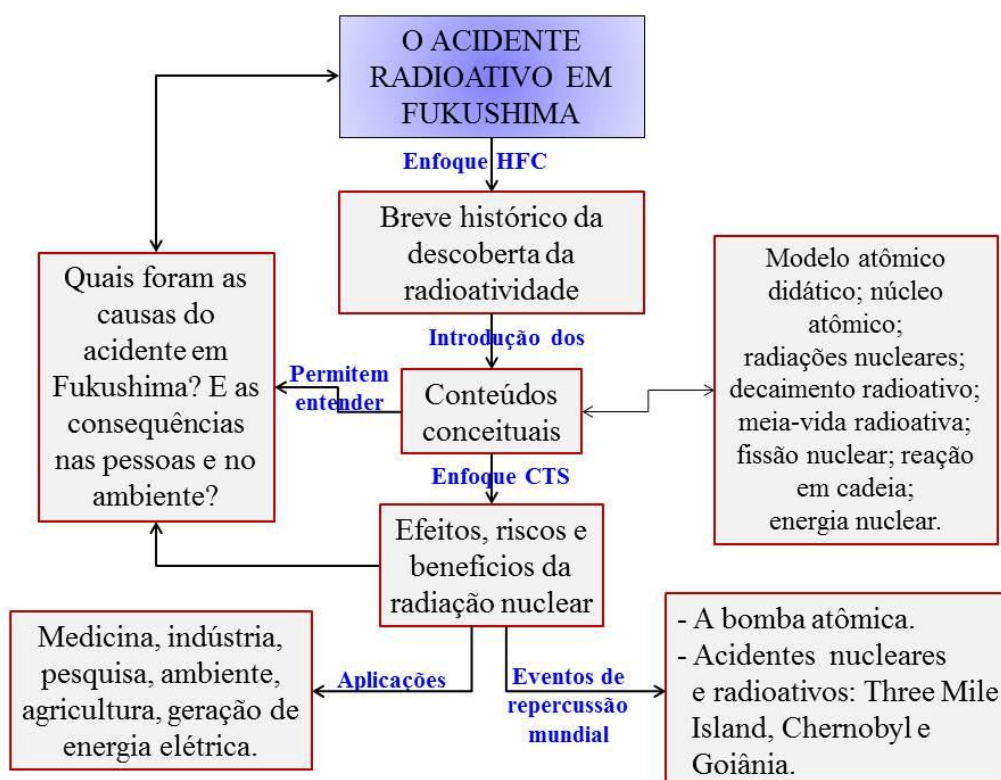 O ACIDENTE
RADIOATIVO EM
FUKUSHIMA
Enfoque HFC
Breve histórico da
descoberta da
radioatividade
Introdução dos
Conteúdos
conceituais
Permitem
entender
Quais foram as
causas do
acidente em
Fukushima? E as
consequências
nas pessoas e no
ambiente?
Modelo atômico
didático; núcleo
atômico;
radiações nucleares;
decaimento radioativo;
meia-vida radioativa;
fissão nuclear; reação
em cadeia;
energia nuclear.
Enfoque CTS
Efeitos, riscos e
benefícios da
radiação nuclear
Aplicações
Medicina, indústria,
pesquisa, ambiente,
agricultura, geração de
energia elétrica.
Eventos de
repercussão
mundial
- A bomba atômica.
- Acidentes nucleares
e radioativos: Three Mile
Island, Chernobyl e
Goiânia.